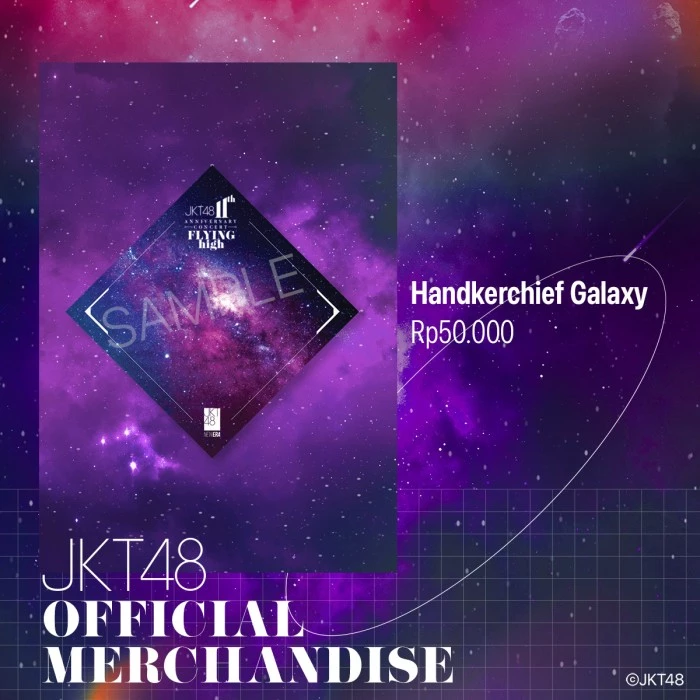 JKT48 11th
ANNIVERSARY
CONCERT
FLYING
high
SAMPLE
JKT
48
NEW ERA
Handkerchief Galaxy
Rp50.000
JKT48
OFFICIAL
MERCHANDISE
©JKT48